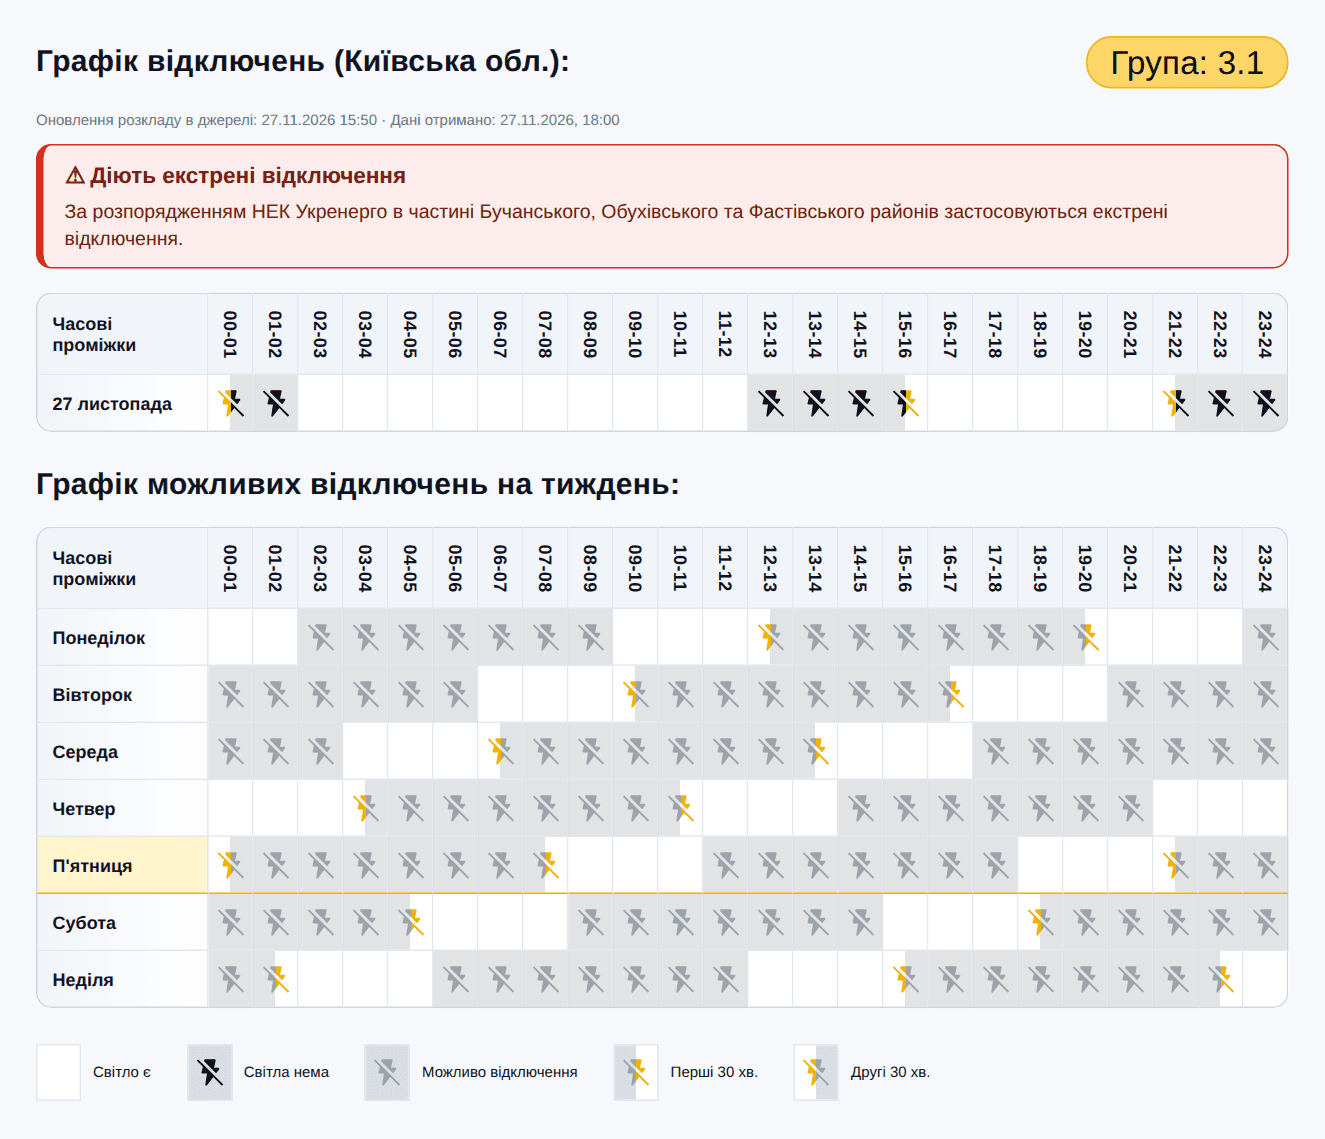 Графік відключень (Київська обл.):
Група: 3.1
Оновлення розкладу в джерелі: 27.11.2026 15:50 · Дані отримано: 27.11.2026, 18:00
⚠ Діють екстрені відключення
За розпорядженням НЕК Укренерго в частині Бучанського, Обухівського та Фастівського районів застосовуються екстрені
відключення.
Часові
проміжки
00-01 01-02 02-03 03-04 04-05 05-06 06-07 07-08 08-09 09-10 10-11 11-12 12-13 13-14 14-15 15-16 16-17 17-18 18-19 19-20 20-21 21-22 22-23 23-24
27 листопада
Графік можливих відключень на тиждень:
Часові
проміжки
00-01 01-02 02-03 03-04 04-05 05-06 06-07 07-08 08-09 09-10 10-11 11-12 12-13 13-14 14-15 15-16 16-17 17-18 18-19 19-20 20-21 21-22 22-23 23-24
Понеділок
Вівторок
Середа
Четвер
П'ятниця
Субота
Неділя
Світло є Світла нема Можливо відключення Перші 30 хв. Другі 30 хв.